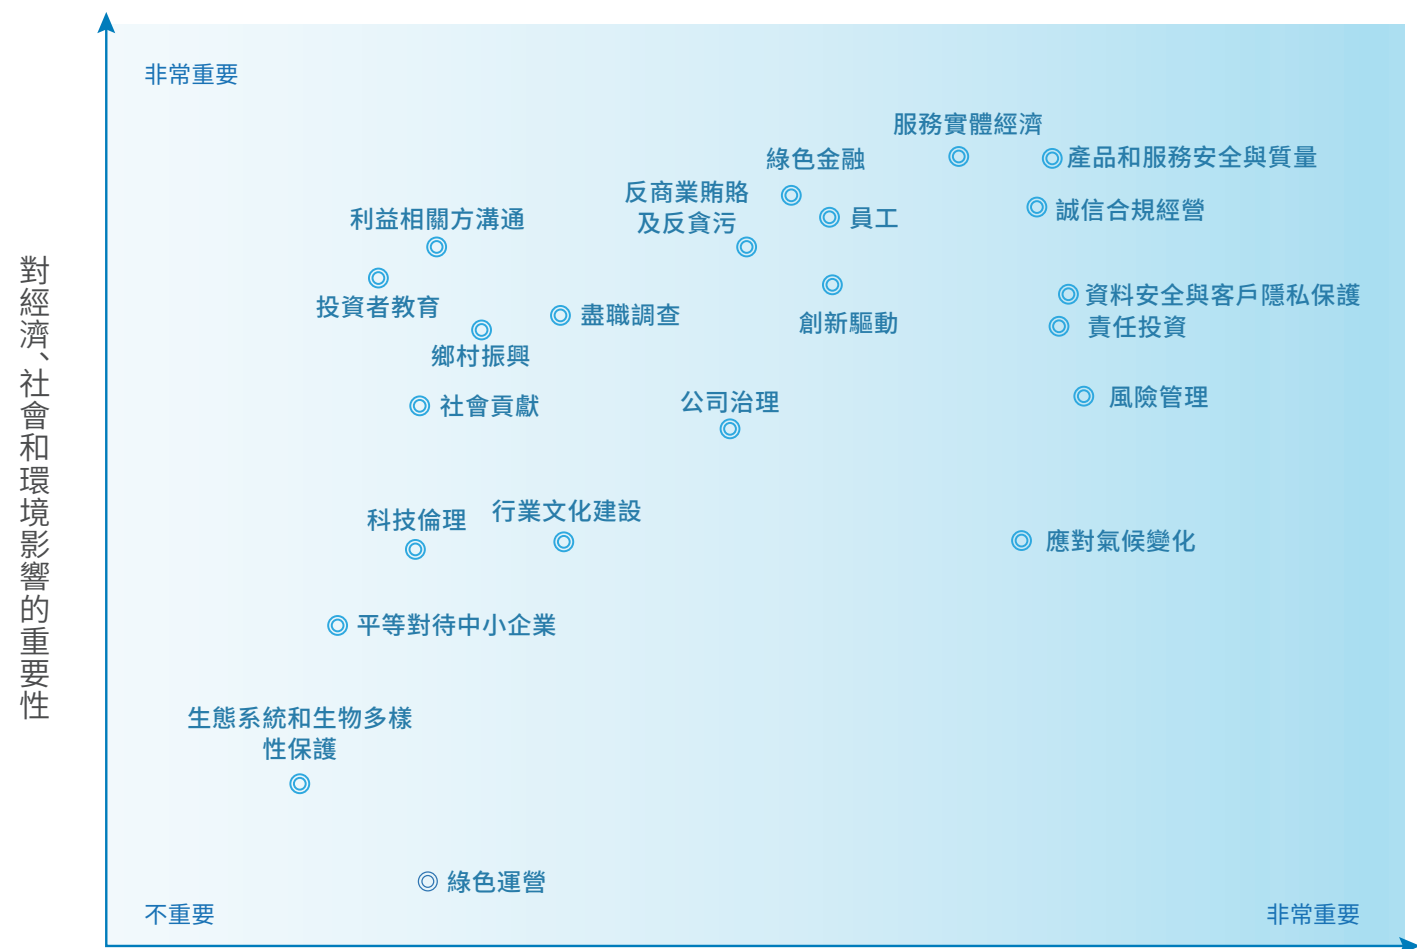 非常重要
服務實體經濟
產品和服務安全與質量
綠色金融
反商業賄賂
及反貪污
員工
誠信合規經營
利益相關方溝通
投資者教育
盡職調查
創新驅動
資料安全與客戶隱私保護
責任投資
鄉村振興
社會貢獻
公司治理
風險管理
科技倫理
行業文化建設
應對氣候變化
平等對待中小企業
生態系統和生物多樣
性保護
綠色運營
不重要
非常重要
對經濟、社會和環境影響的重要性